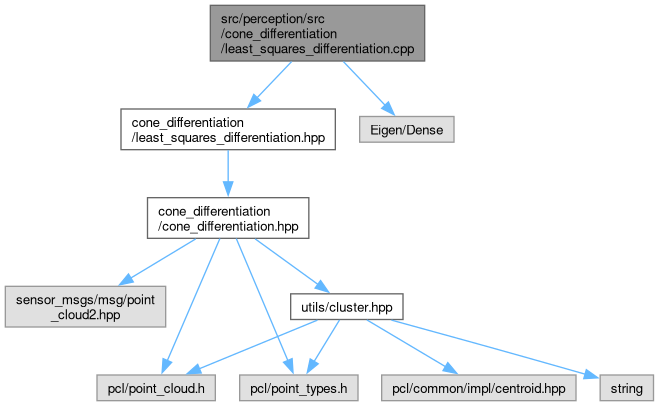 src/perception/src
/cone_differentiation
/least_squares_differentiation.cpp
cone_differentiation
/least_squares_differentiation.hpp
Eigen/Dense
cone_differentiation
/cone_differentiation.hpp
sensor_msgs/msg/point
_cloud2.hpp
utils/cluster.hpp
pcl/point_cloud.h
pcl/point_types.h
pcl/common/impl/centroid.hpp
string